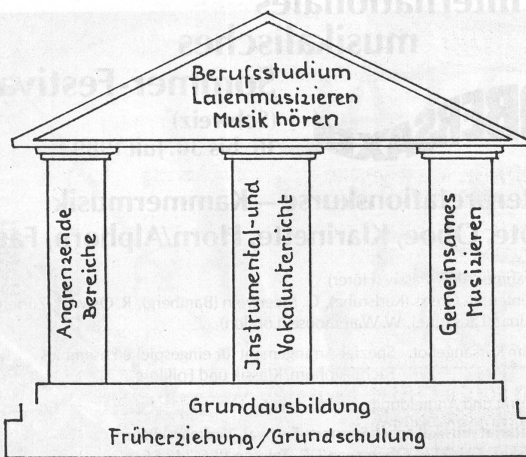 Berufsstudium
Laienmusizieren
Musik hören
Angrenzende
Bereiche
Instrumental-und
Vokalunterricht
Gemeinsames
Musizieren
Grundausbildung
Früherziehung/Grundschulung